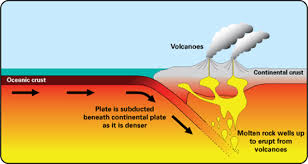 Volcanoes
Oceanic crust
Continental crust
Plate is subducted
beneath continental plate
as it is denser
Molten rock wells up
to erupt from
volcanoes